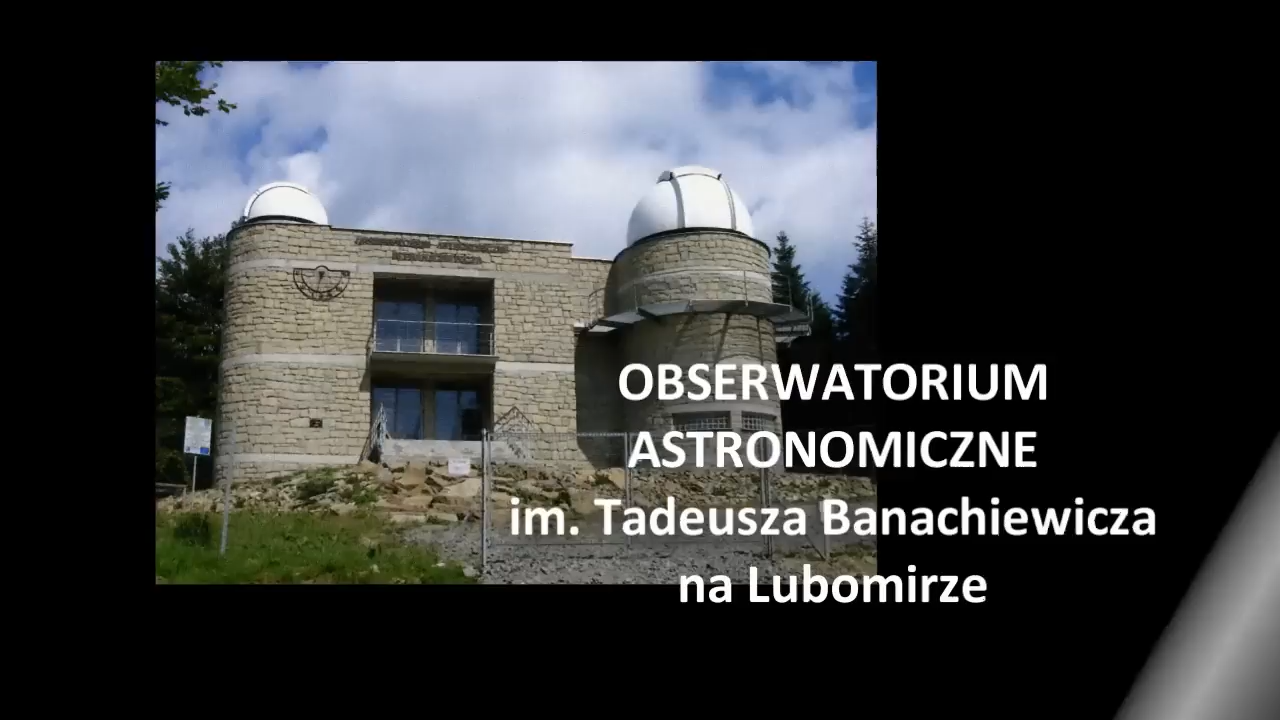 OBSERWATORIUM
ASTRONOMICZNE
im. Tadeusza Banachiewicza
na Lubomirze